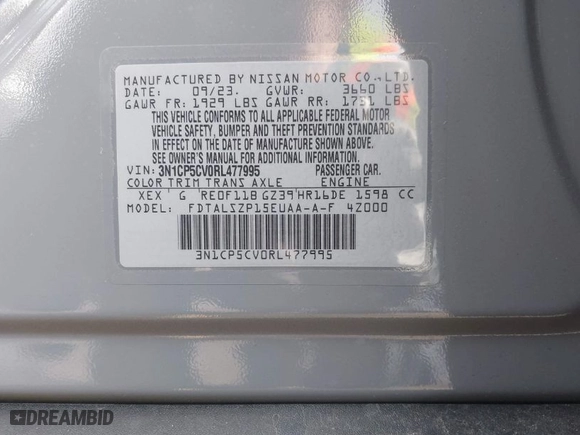 MANUFACTURED BY NISSAN MOTOR CO.,LTD.
DATE: 09/23. GVWR: 3660 LBS
GAWR FR: 1929 LBS GAWR RR: 1731 LBS
THIS VEHICLE CONFORMS TO ALL APPLICABLE FEDERAL MOTOR
VEHICLE SAFETY, BUMPER AND THEFT PREVENTION STANDARDS
IN EFFECT ON THE DATE OF MANUFACTURE SHOWN ABOVE.
SEE OWNER'S MANUAL FOR ADDITIONAL INFORMATION.
VIN: 3N1CP5CV0RL477995 PASSENGER CAR.
COLOR TRIM TRANS AXLE ENGINE
XEX' G 'RE0F11B GZ39'HR16DE 1598 CC
MODEL: FDTALSZP15EUAA-A-F 4Z000
3N1CP5CV0RL477995
DREAMBID